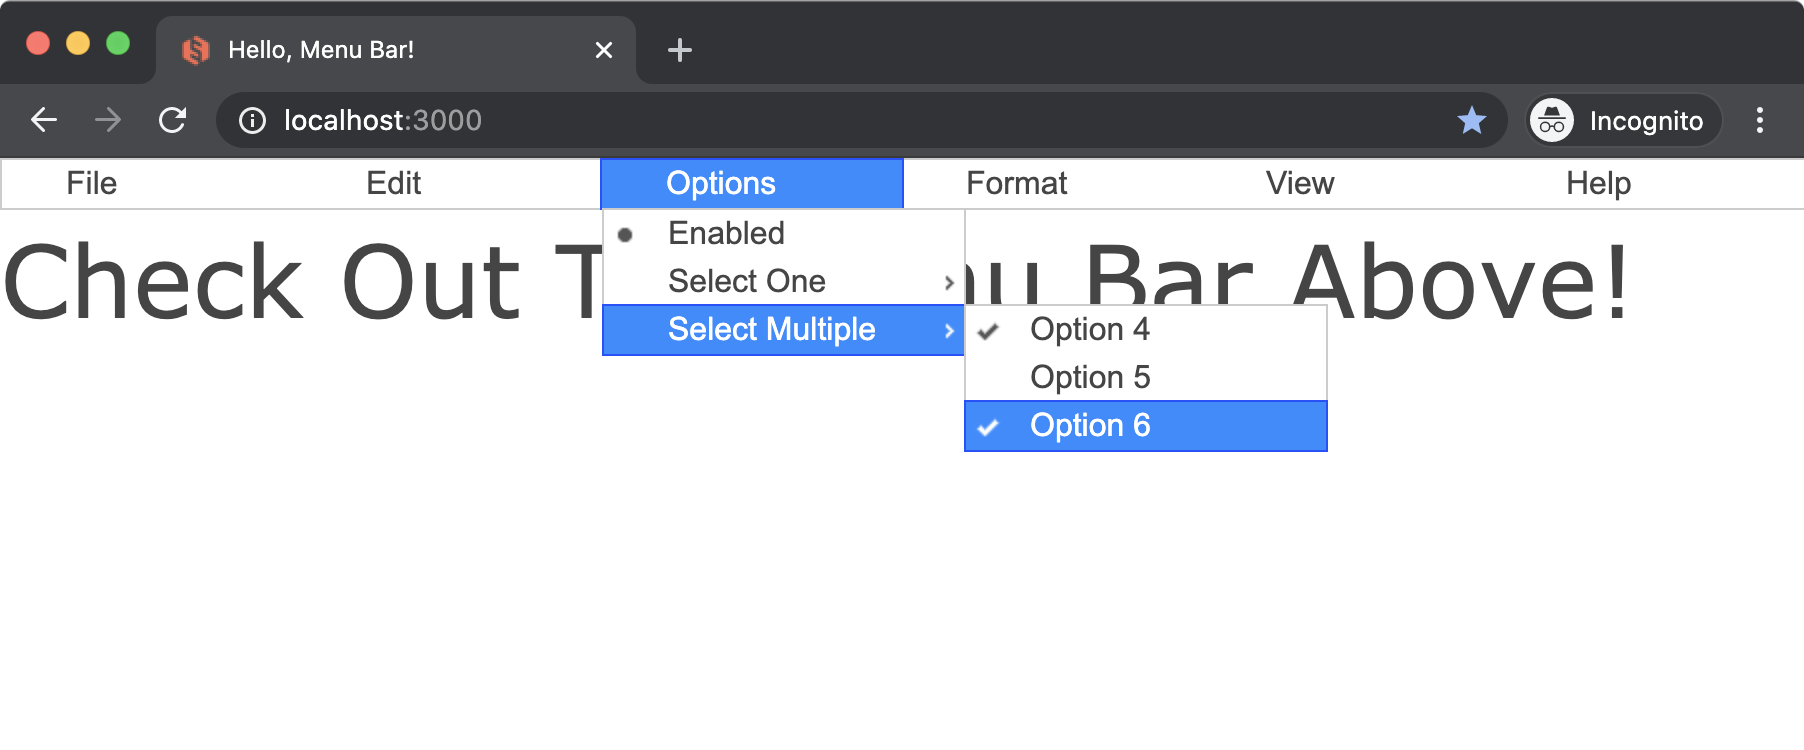 Hello, Menu Bar!
localhost:3000
Incognito
File Edit Options Format View Help
Check Out T nu Bar Above!
Enabled
Select One
Select Multiple
Option 4
Option 5
Option 6